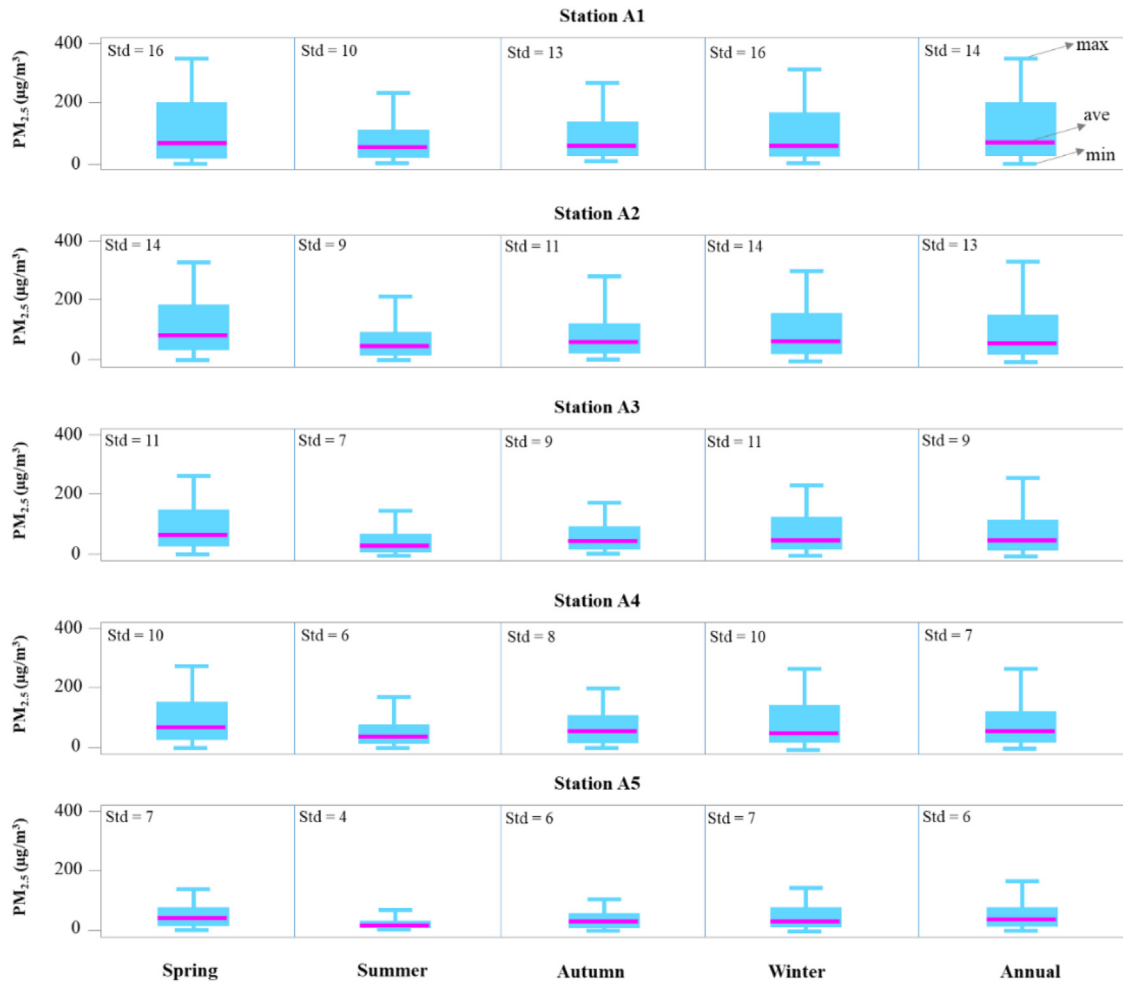 Station A1
PM2.5 (µg/m³)
400
200
0
Std = 16
Std = 10
Std = 13
Std = 16
Std = 14
max
ave
min
Station A2
PM2.5 (µg/m³)
400
200
0
Std = 14
Std = 9
Std = 11
Std = 14
Std = 13
Station A3
PM2.5 (µg/m³)
400
200
0
Std = 11
Std = 7
Std = 9
Std = 11
Std = 9
Station A4
PM2.5 (µg/m³)
400
200
0
Std = 10
Std = 6
Std = 8
Std = 10
Std = 7
Station A5
PM2.5 (µg/m³)
400
200
0
Std = 7
Std = 4
Std = 6
Std = 7
Std = 6
Spring Summer Autumn Winter Annual